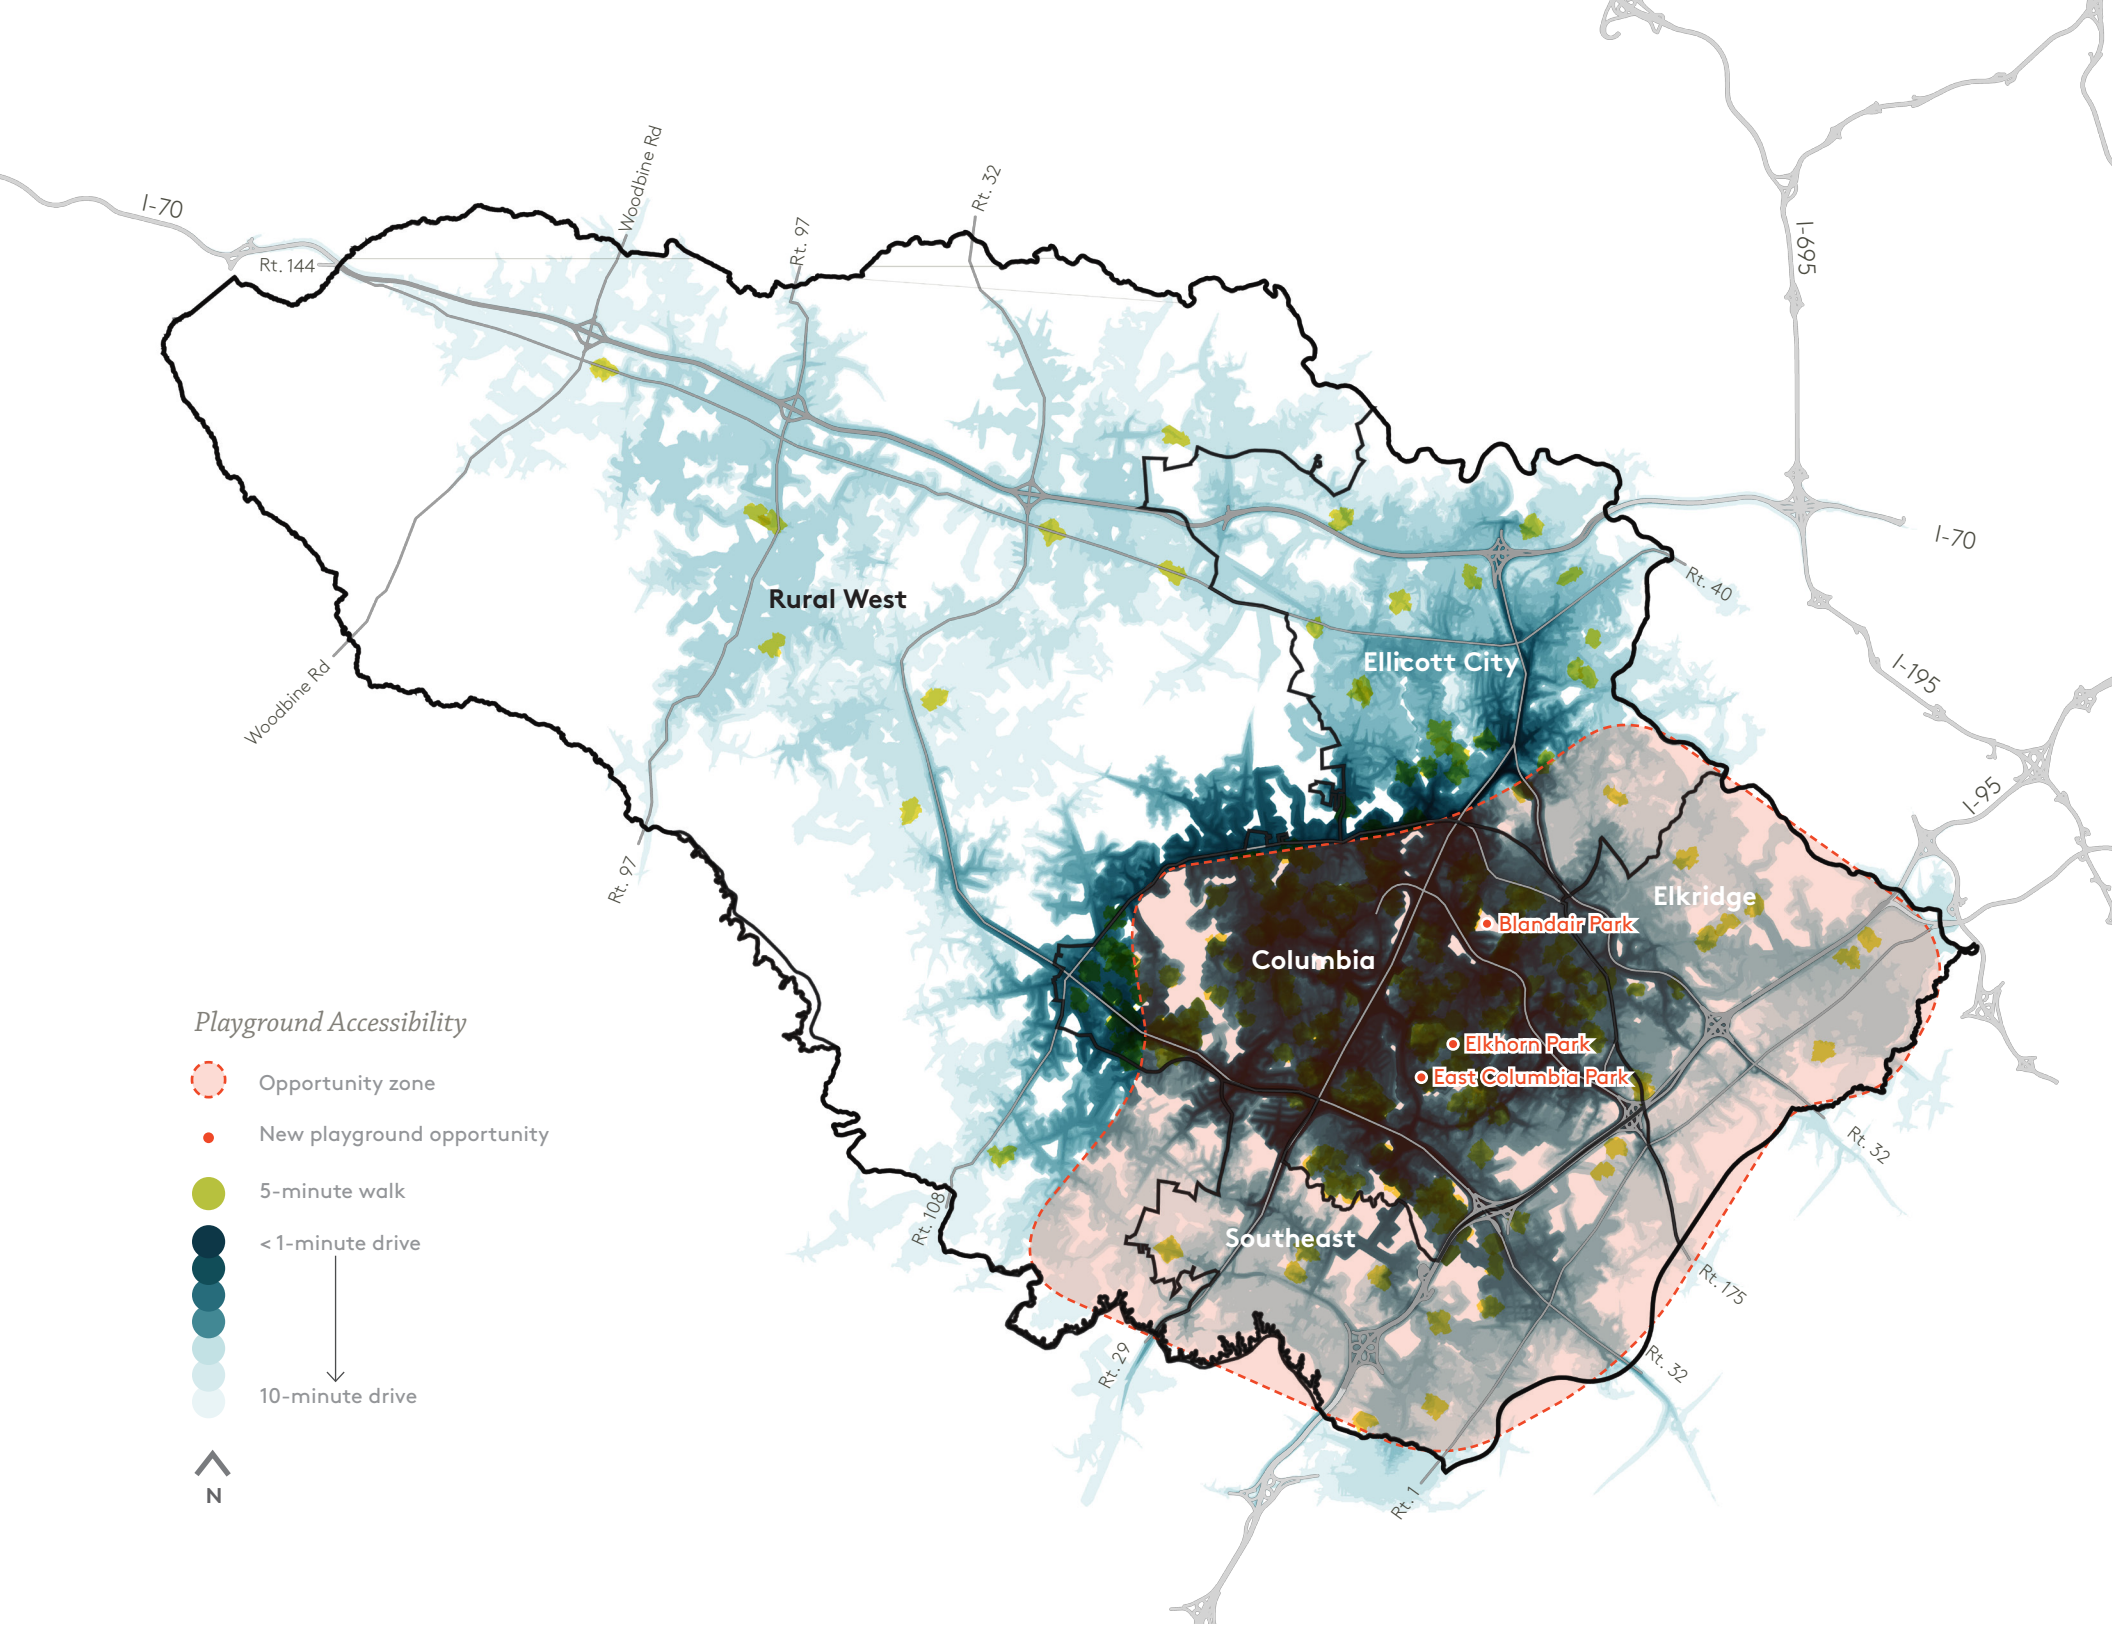 I-70
Rt. 144
Woodbine Rd
Rt. 97
Rt. 32
I-695
I-70
Rt. 40
I-195
I-95
Rural West
Ellicott City
Woodbine Rd
Rt. 97
Elkridge
Blandair Park
Columbia
Elkhorn Park
East Columbia Park
Rt. 32
Rt. 108
Southeast
Rt. 175
Rt. 29
Rt. 32
Rt. 1
Playground Accessibility
Opportunity zone
New playground opportunity
5-minute walk
< 1-minute drive
10-minute drive
N